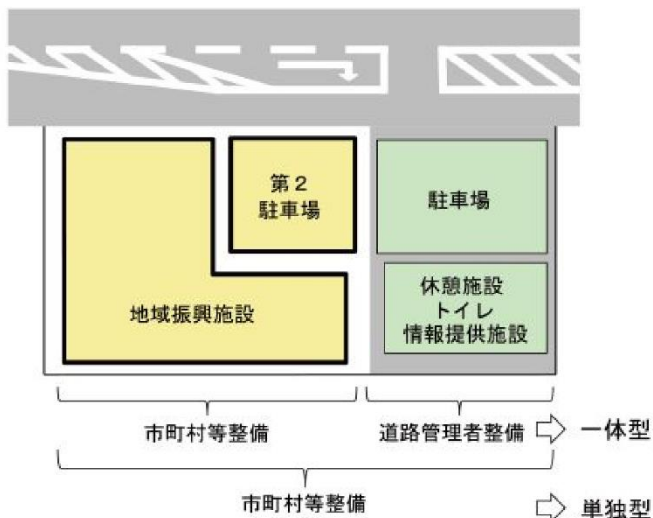 第2
駐車場
駐車場
地域振興施設
休憩施設
トイレ
情報提供施設
市町村等整備
道路管理者整備
一体型
市町村等整備
単独型